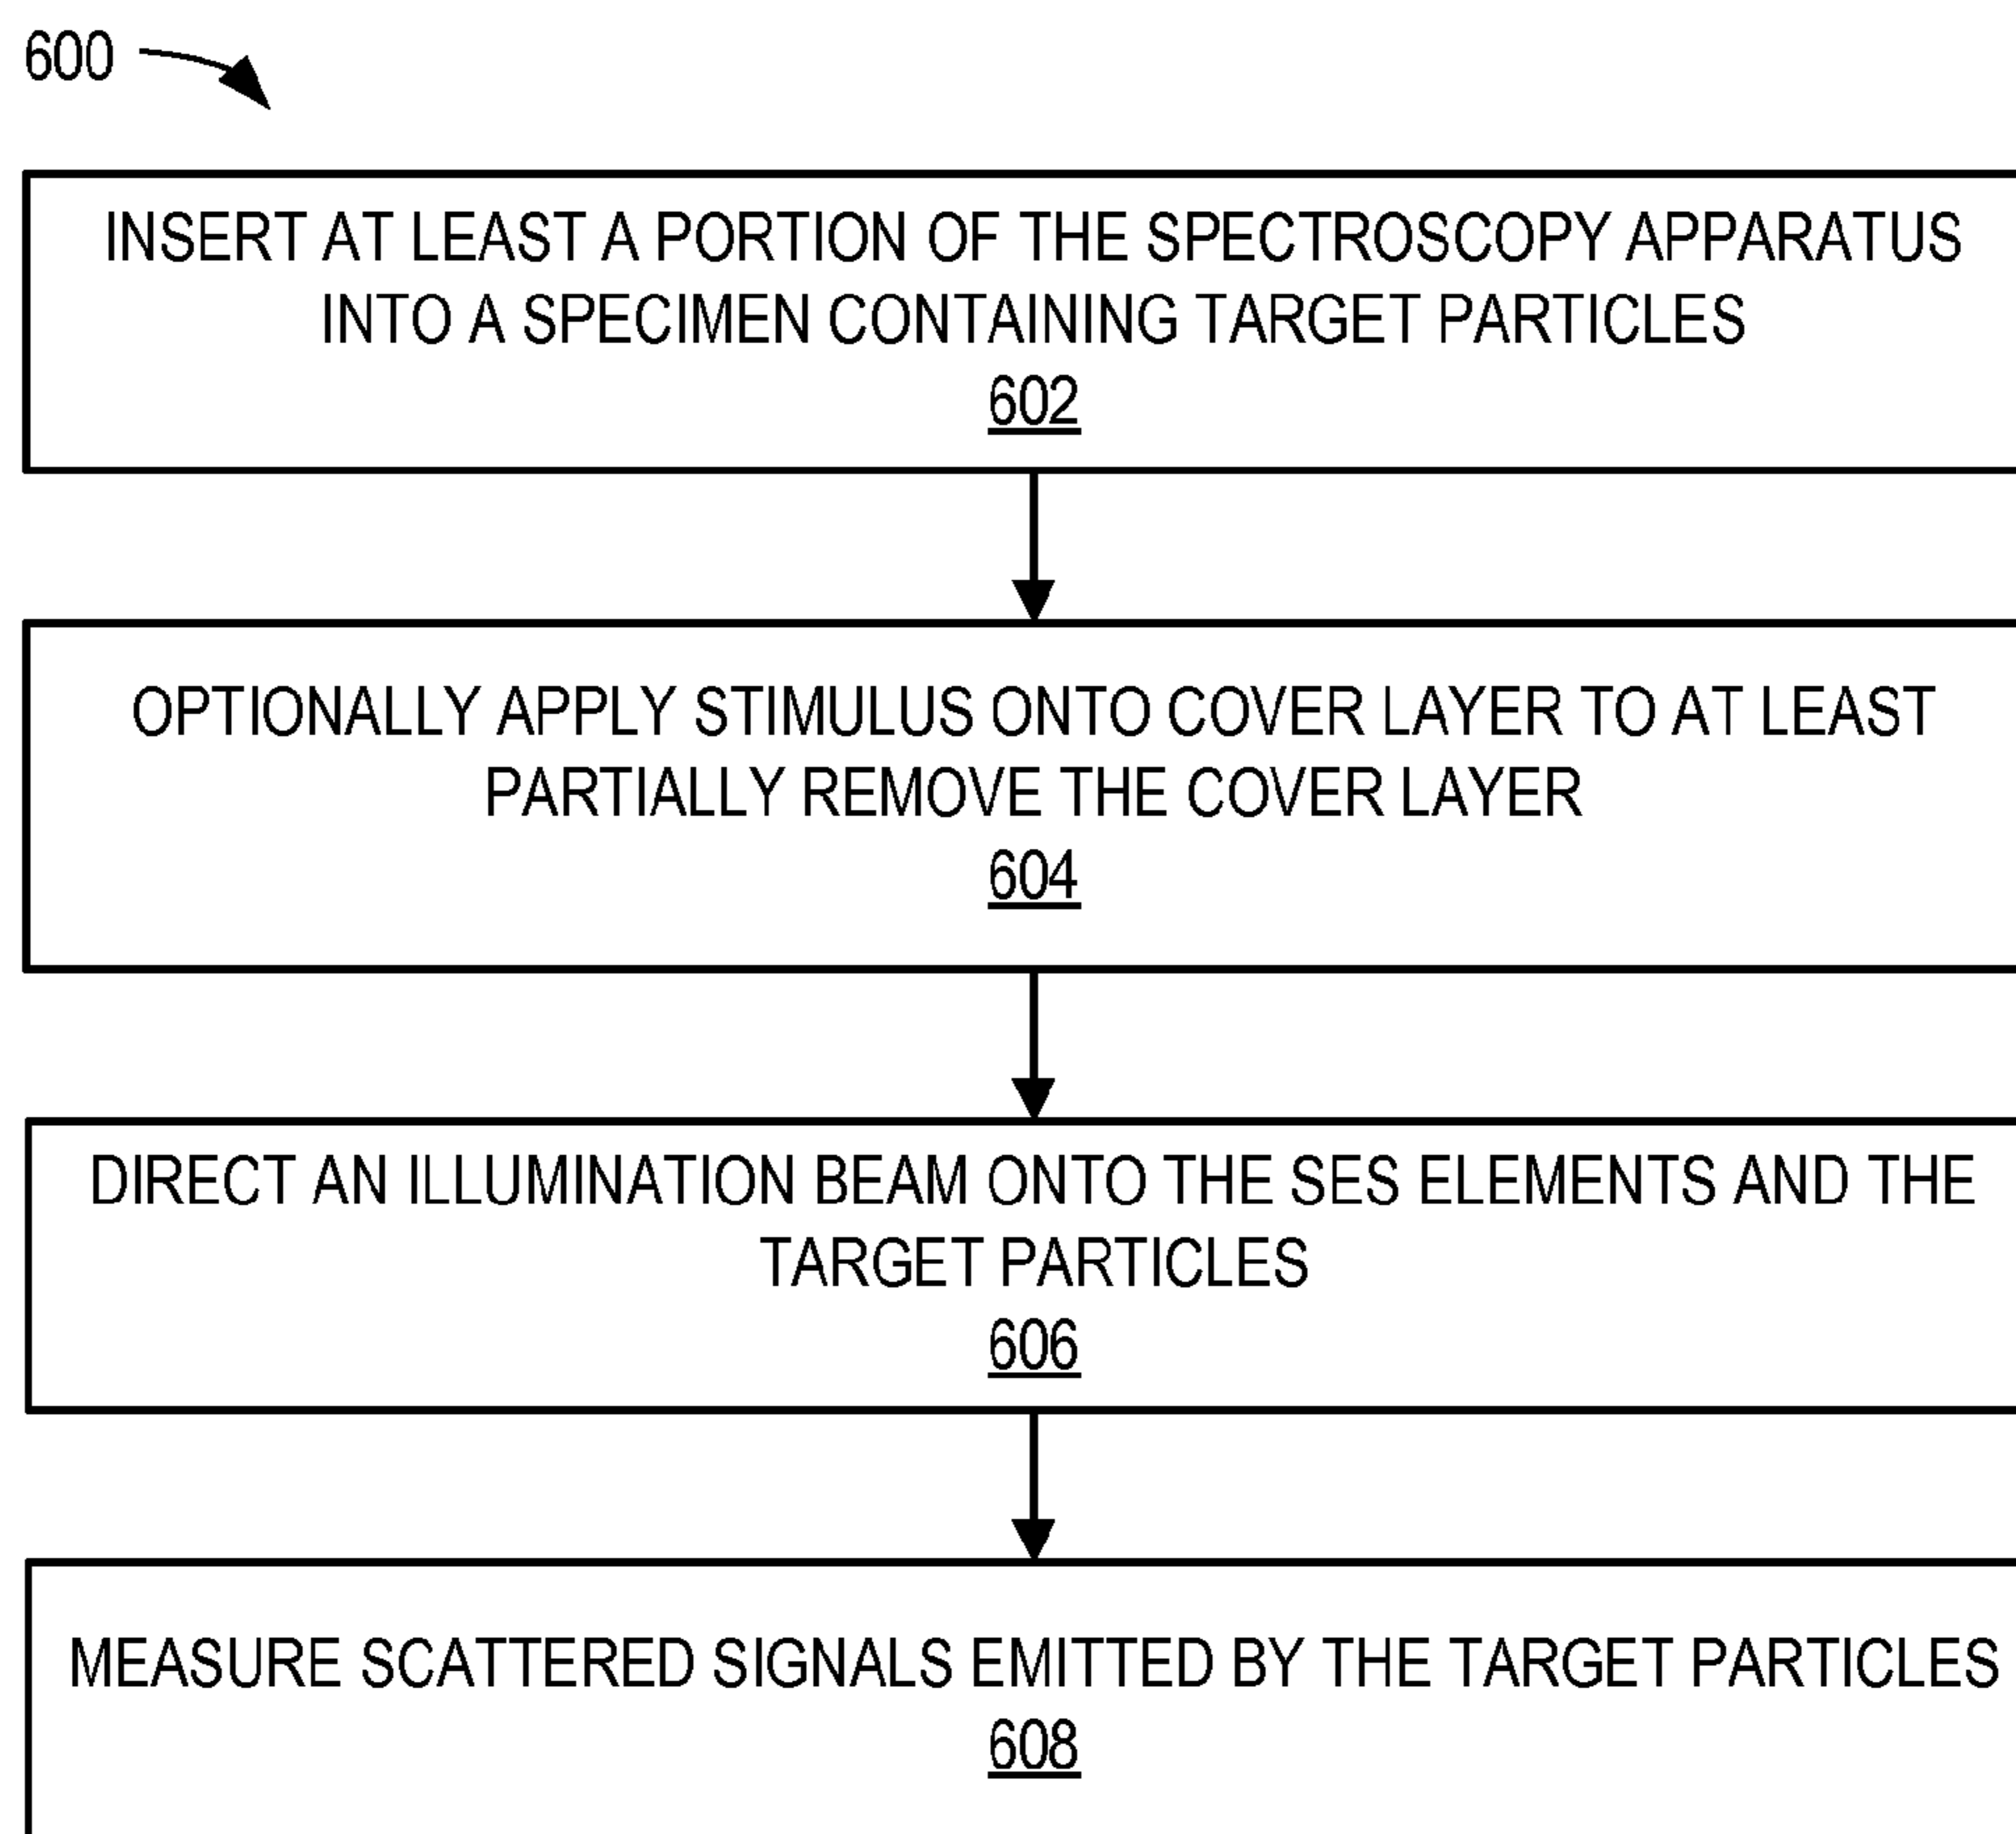 600
INSERT AT LEAST A PORTION OF THE SPECTROSCOPY APPARATUS
INTO A SPECIMEN CONTAINING TARGET PARTICLES
602
OPTIONALLY APPLY STIMULUS ONTO COVER LAYER TO AT LEAST
PARTIALLY REMOVE THE COVER LAYER
604
DIRECT AN ILLUMINATION BEAM ONTO THE SES ELEMENTS AND THE
TARGET PARTICLES
606
MEASURE SCATTERED SIGNALS EMITTED BY THE TARGET PARTICLES
608